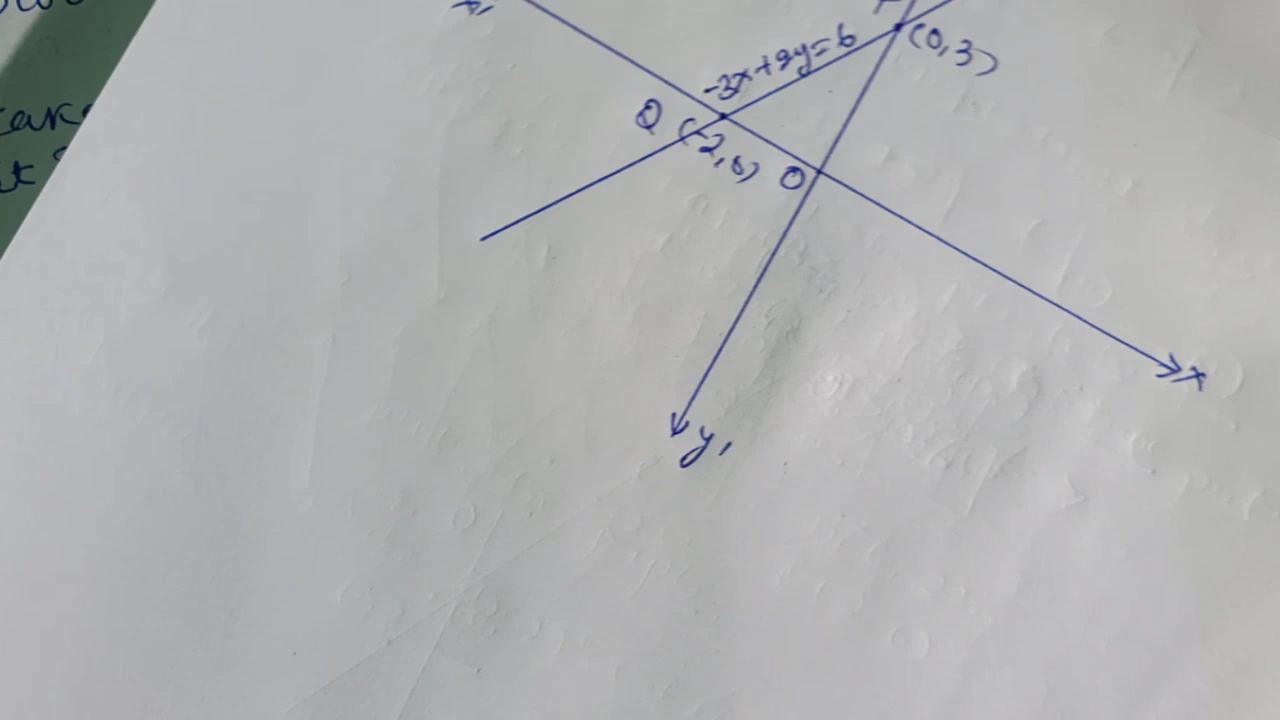 x'
-3x+2y=6
(0,3)
Q (-2,0)
O
x
y'